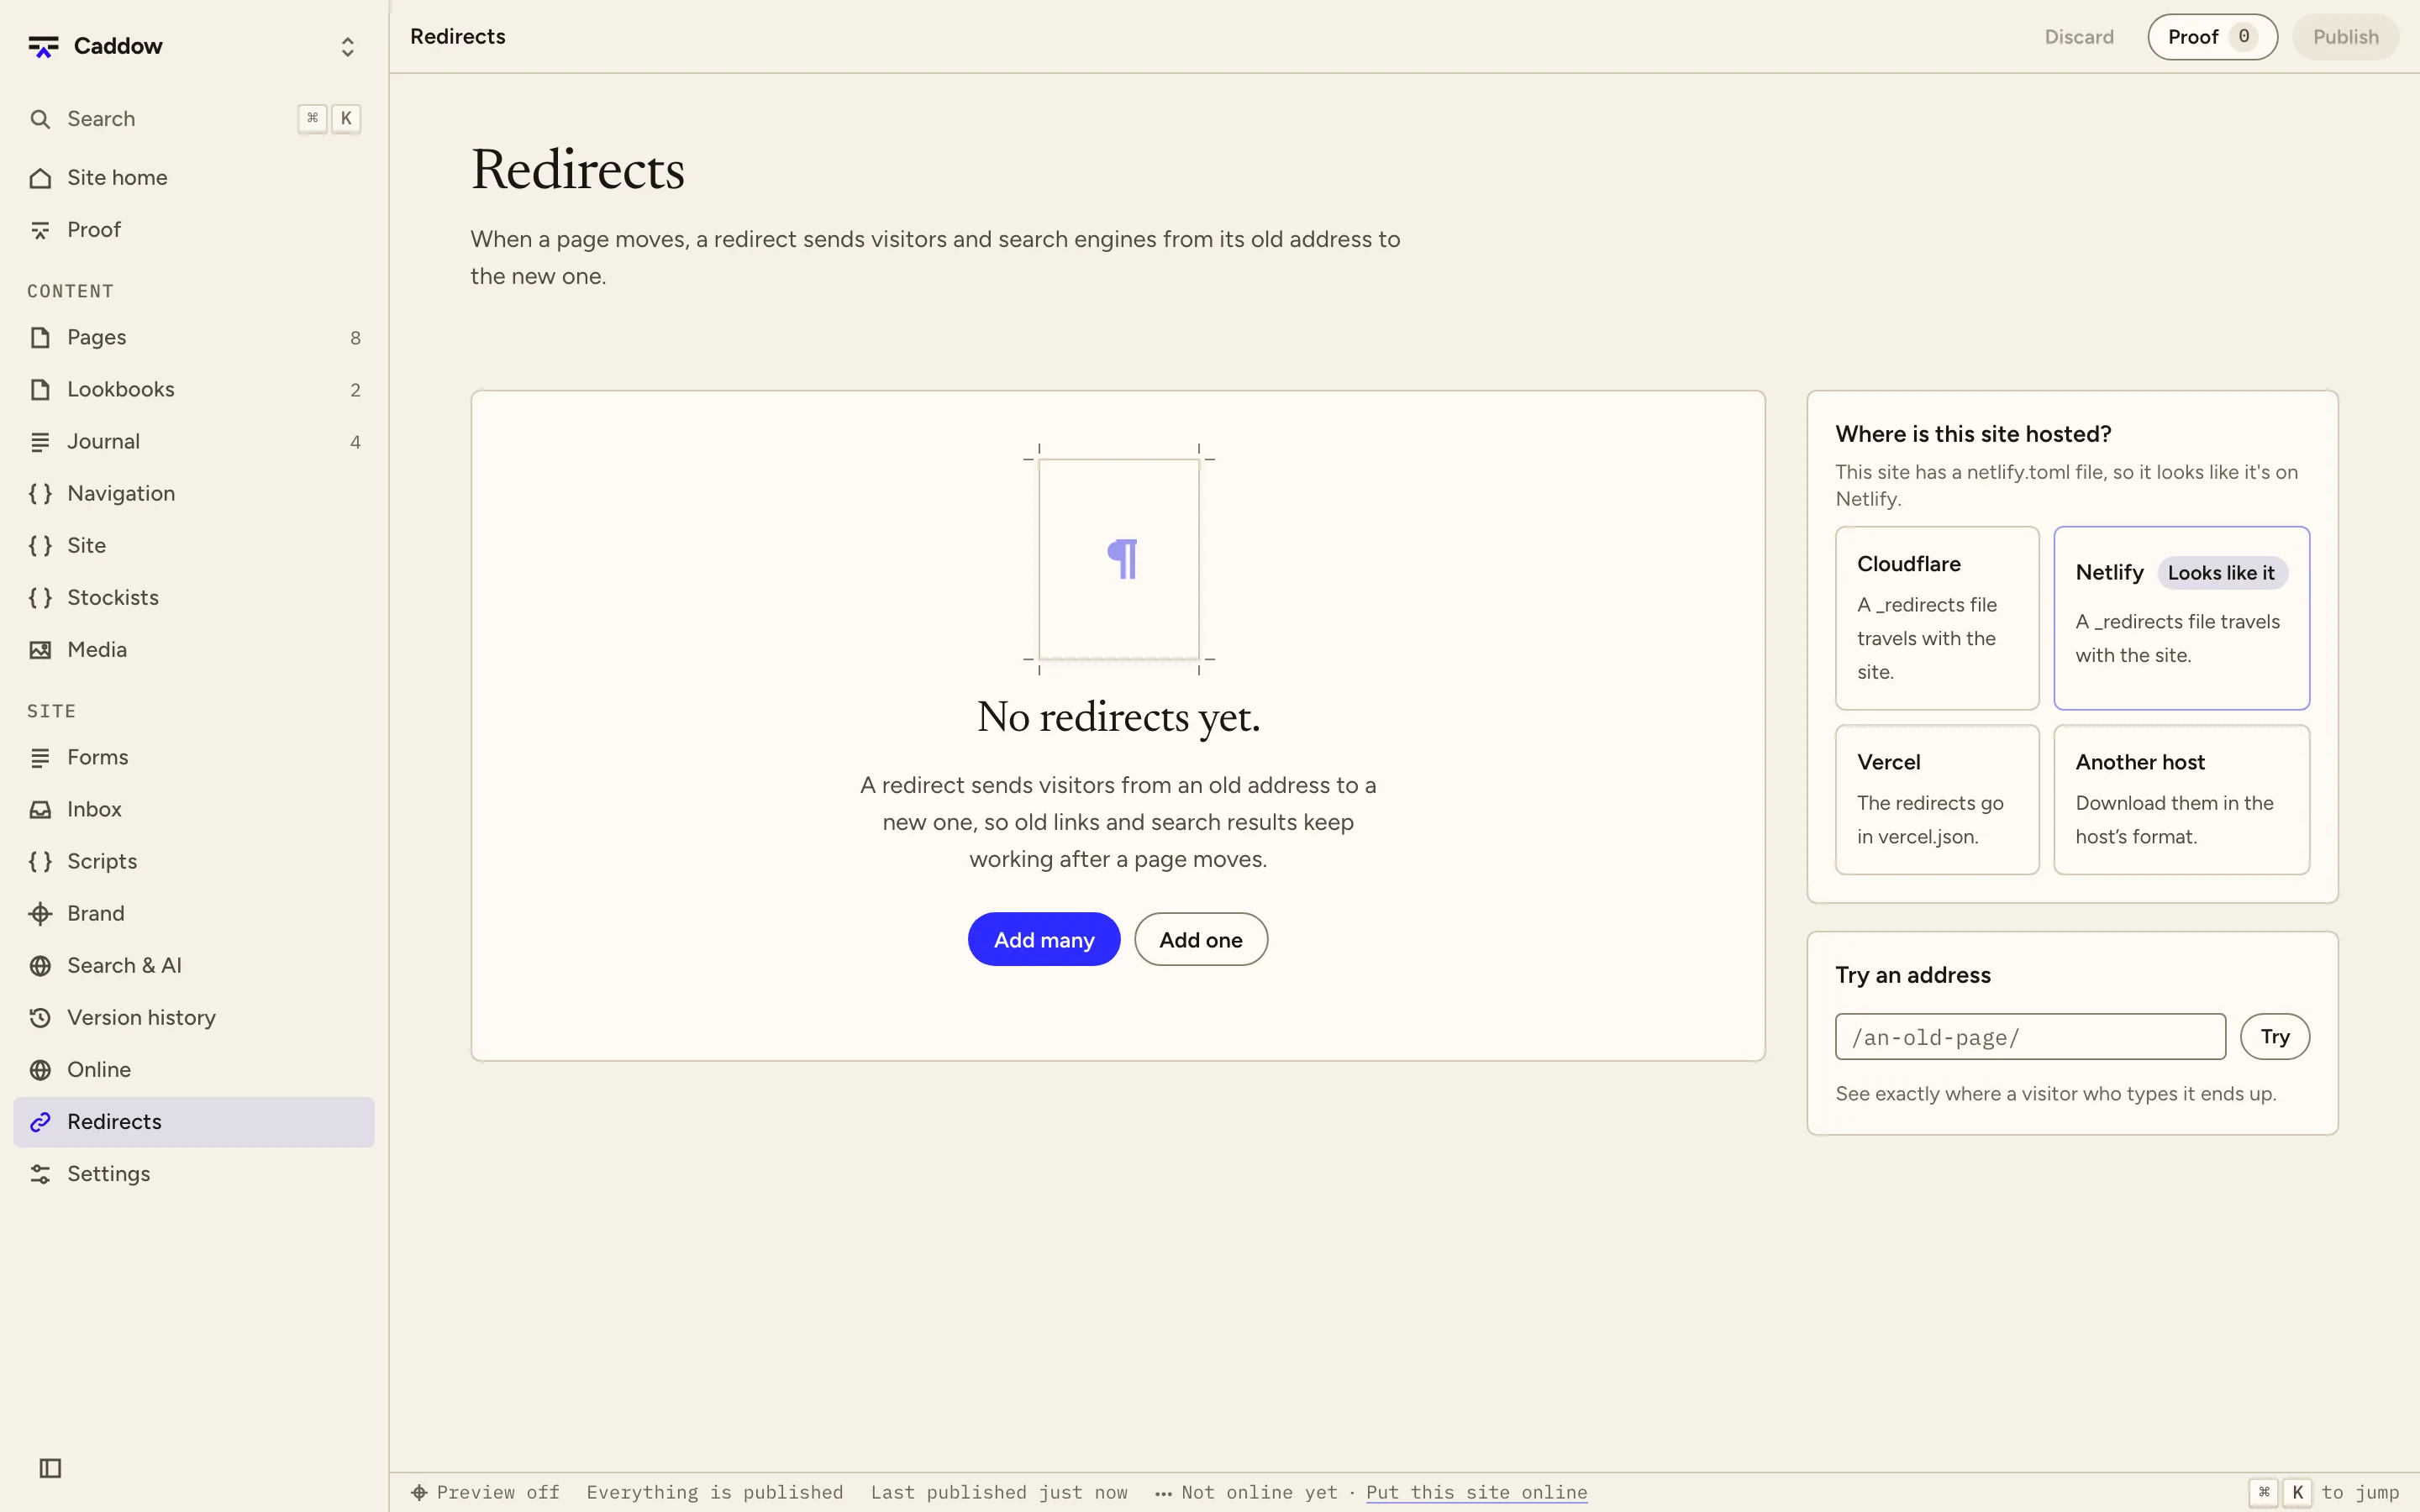 Caddow
Search ⌘ K
Site home
Proof
CONTENT
Pages 8
Lookbooks 2
Journal 4
Navigation
Site
Stockists
Media
SITE
Forms
Inbox
Scripts
Brand
Search & AI
Version history
Online
Redirects
Settings
Redirects
Discard
Proof 0
Publish
Redirects
When a page moves, a redirect sends visitors and search engines from its old address to
the new one.
¶
No redirects yet.
A redirect sends visitors from an old address to a
new one, so old links and search results keep
working after a page moves.
Add many
Add one
Where is this site hosted?
This site has a netlify.toml file, so it looks like it's on
Netlify.
Cloudflare
A _redirects file
travels with the
site.
Netlify Looks like it
A _redirects file travels
with the site.
Vercel
The redirects go
in vercel.json.
Another host
Download them in the
host’s format.
Try an address
/an-old-page/
Try
See exactly where a visitor who types it ends up.
Preview off Everything is published Last published just now ••• Not online yet · Put this site online
⌘ K to jump